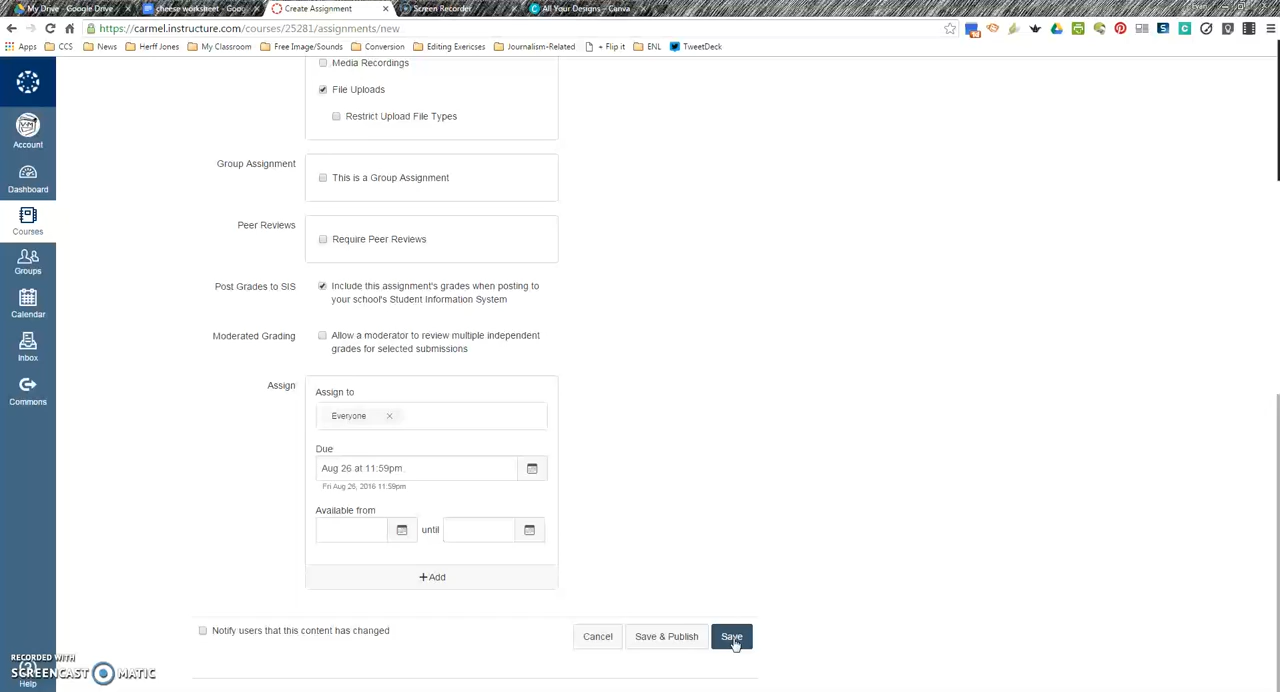 My Drive - Google Drive
cheese worksheet - Goo
Create Assignment
Screen Recorder
All Your Designs - Canva
https://carmel.instructure.com/courses/25281/assignments/new
Apps CCS News Herff Jones My Classroom Free Image/Sounds Conversion Editing Exericses Journalism-Related + Flip it ENL TweetDeck
Account
Dashboard
Courses
Groups
Calendar
Inbox
Commons
Help
Media Recordings
File Uploads
Restrict Upload File Types
Group Assignment
This is a Group Assignment
Peer Reviews
Require Peer Reviews
Post Grades to SIS
Include this assignment's grades when posting to
your school's Student Information System
Moderated Grading
Allow a moderator to review multiple independent
grades for selected submissions
Assign
Assign to
Everyone
Due
Aug 26 at 11:59pm
Fri Aug 26, 2016 11:59pm
Available from
until
+ Add
Notify users that this content has changed
Cancel
Save & Publish
Save
RECORDED WITH
SCREENCAST MATIC